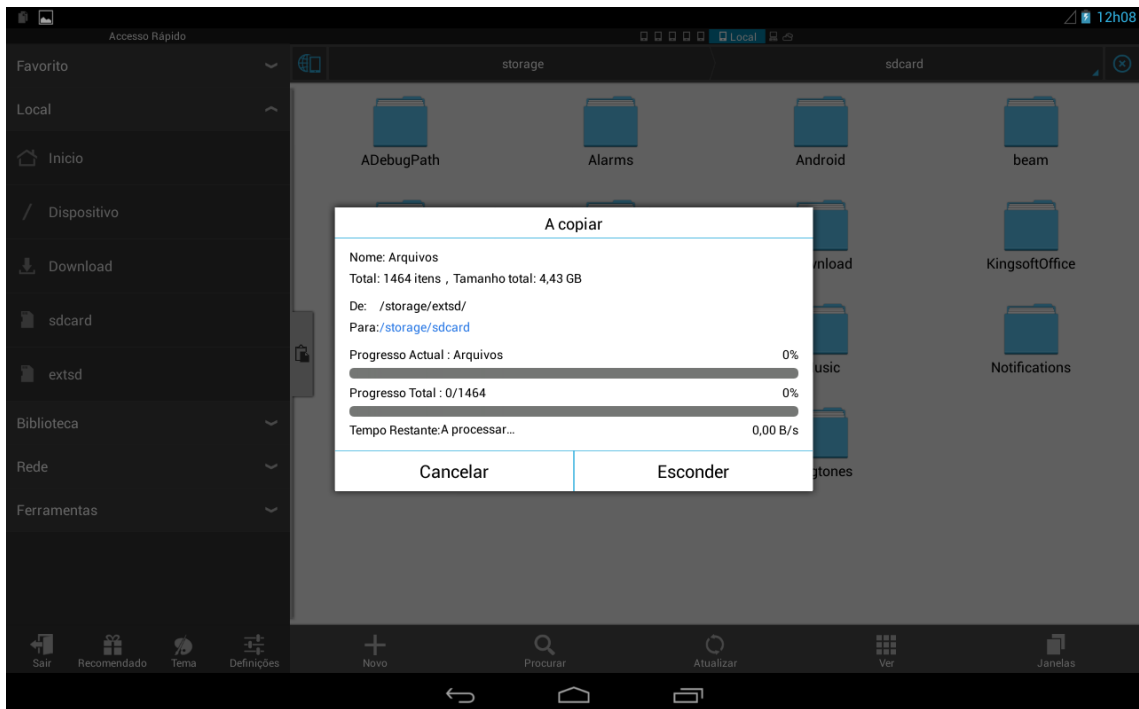 12h08
Accesso Rápido
Local
Favorito
storage
sdcard
Local
Inicio
Dispositivo
Download
sdcard
extsd
Biblioteca
Rede
Ferramentas
ADebugPath
Alarms
Android
beam
vnload
KingsoftOffice
usic
Notifications
gtones
A copiar
Nome: Arquivos
Total: 1464 itens , Tamanho total: 4,43 GB
De: /storage/extsd/
Para:/storage/sdcard
Progresso Actual : Arquivos 0%
Progresso Total : 0/1464 0%
Tempo Restante:A processar... 0,00 B/s
Cancelar
Esconder
Sair
Recomendado
Tema
Definições
Novo
Procurar
Atualizar
Ver
Janelas